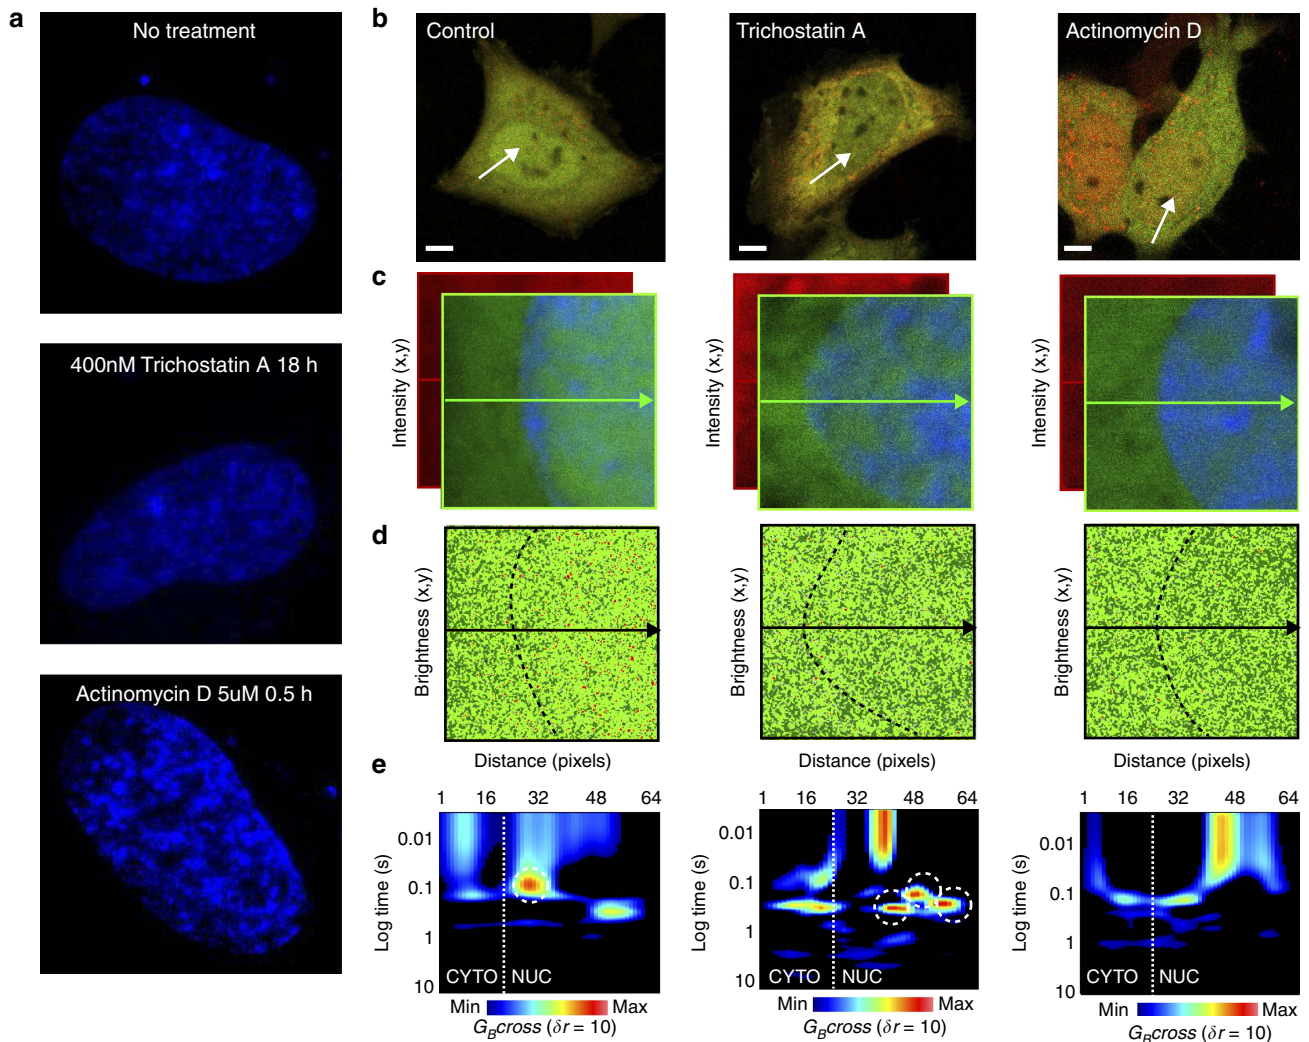 a
No treatment
400nM Trichostatin A 18 h
Actinomycin D 5uM 0.5 h
b
Control
Trichostatin A
Actinomycin D
c
Intensity (x,y)
Intensity (x,y)
Intensity (x,y)
d
Brightness (x,y)
Brightness (x,y)
Brightness (x,y)
Distance (pixels)
Distance (pixels)
Distance (pixels)
e
1 16 32 48 64
0.01
0.1
1
10
Log time (s)
CYTO NUC
Min Max
G_Bcross (δr = 10)
1 16 32 48 64
0.01
0.1
1
10
Log time (s)
CYTO NUC
Min Max
G_Bcross (δr = 10)
1 16 32 48 64
0.01
0.1
1
10
Log time (s)
CYTO NUC
Min Max
G_Bcross (δr = 10)